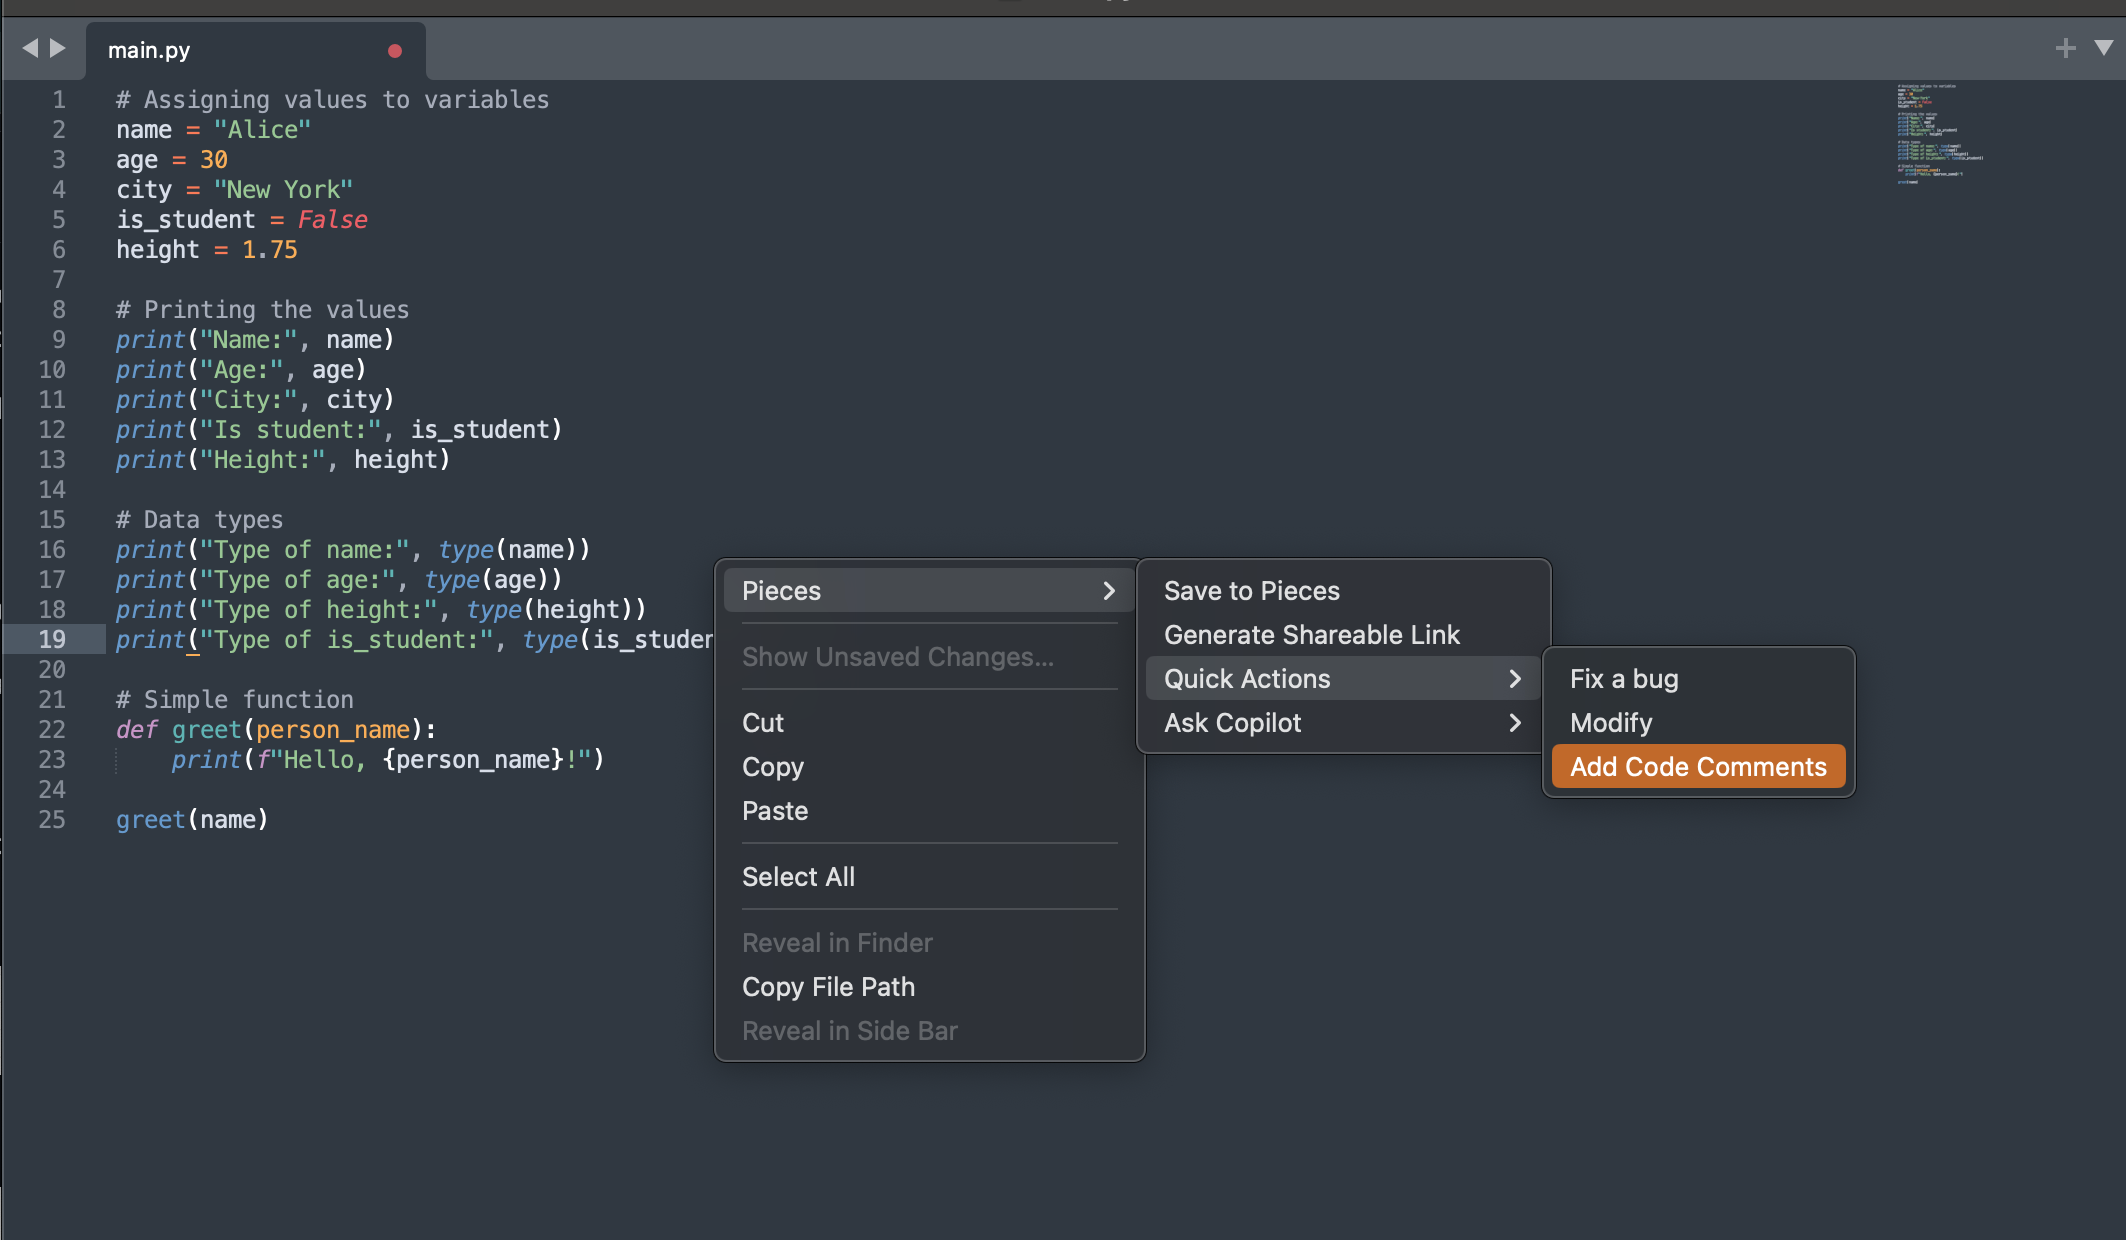 main.py
1 # Assigning values to variables
2 name = "Alice"
3 age = 30
4 city = "New York"
5 is_student = False
6 height = 1.75
7
8 # Printing the values
9 print("Name:", name)
10 print("Age:", age)
11 print("City:", city)
12 print("Is student:", is_student)
13 print("Height:", height)
14
15 # Data types
16 print("Type of name:", type(name))
17 print("Type of age:", type(age))
18 print("Type of height:", type(height))
19 print("Type of is_student:", type(is_studen
20
21 # Simple function
22 def greet(person_name):
23     print(f"Hello, {person_name}!")
24
25 greet(name)
Pieces
Show Unsaved Changes...
Cut
Copy
Paste
Select All
Reveal in Finder
Copy File Path
Reveal in Side Bar
Save to Pieces
Generate Shareable Link
Quick Actions
Ask Copilot
Fix a bug
Modify
Add Code Comments